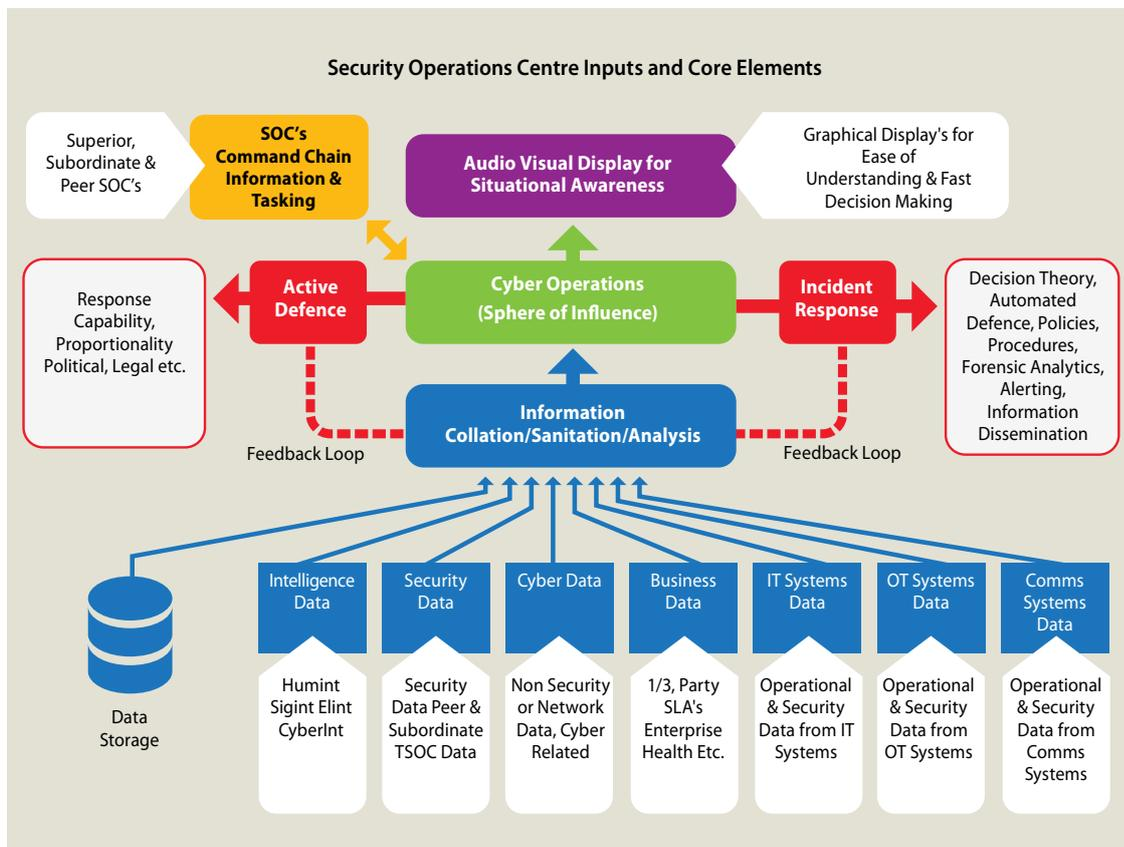 Security Operations Centre Inputs and Core Elements
Superior,
Subordinate &
Peer SOC's
SOC's
Command Chain
Information &
Tasking
Audio Visual Display for
Situational Awareness
Graphical Display's for
Ease of
Understanding & Fast
Decision Making
Response
Capability,
Proportionality
Political, Legal etc.
Active
Defence
Cyber Operations
(Sphere of Influence)
Incident
Response
Decision Theory,
Automated
Defence, Policies,
Procedures,
Forensic Analytics,
Alerting,
Information
Dissemination
Information
Collation/Sanitation/Analysis
Feedback Loop
Feedback Loop
Data
Storage
Intelligence
Data
Humint
Sigint Elint
CyberInt
Security
Data
Security
Data Peer &
Subordinate
TSOC Data
Cyber Data
Non Security
or Network
Data, Cyber
Related
Business
Data
1/3, Party
SLA's
Enterprise
Health Etc.
IT Systems
Data
Operational
& Security
Data from IT
Systems
OT Systems
Data
Operational
& Security
Data from
OT Systems
Comms
Systems
Data
Operational
& Security
Data from
Comms
Systems